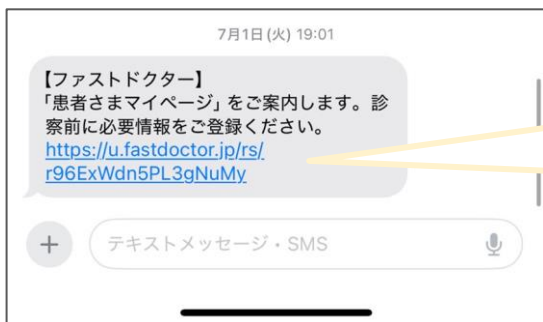 7月1日(火) 19:01
【ファストドクター】
「患者さまマイページ」をご案内します。診
察前に必要情報をご登録ください。
https://u.fastdoctor.jp/rs/
r96ExWdn5PL3gNuMy
+
テキストメッセージ・SMS